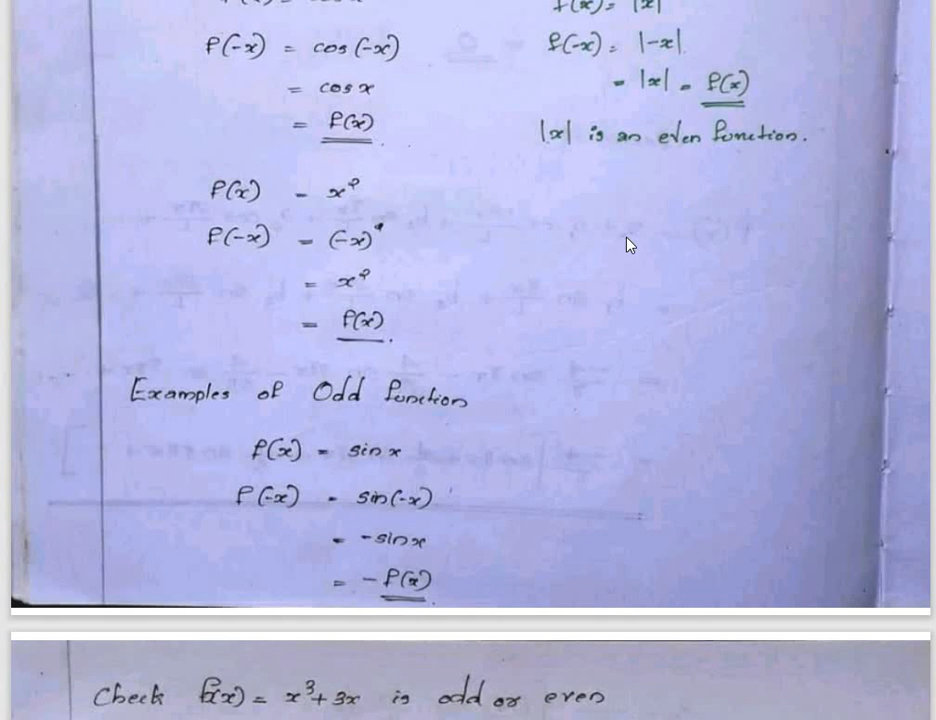 f(x) = |x|
f(-x) = cos(-x)
= cos x
= f(x)
f(-x) = |-x|
= |x| = f(x)
|x| is an even function.
f(x) = x²
f(-x) = (-x)²
= x²
= f(x)
Examples of Odd function
f(x) = sin x
f(-x) = sin(-x)
= -sin x
= -f(x)
Check f(x) = x³+3x is odd or even